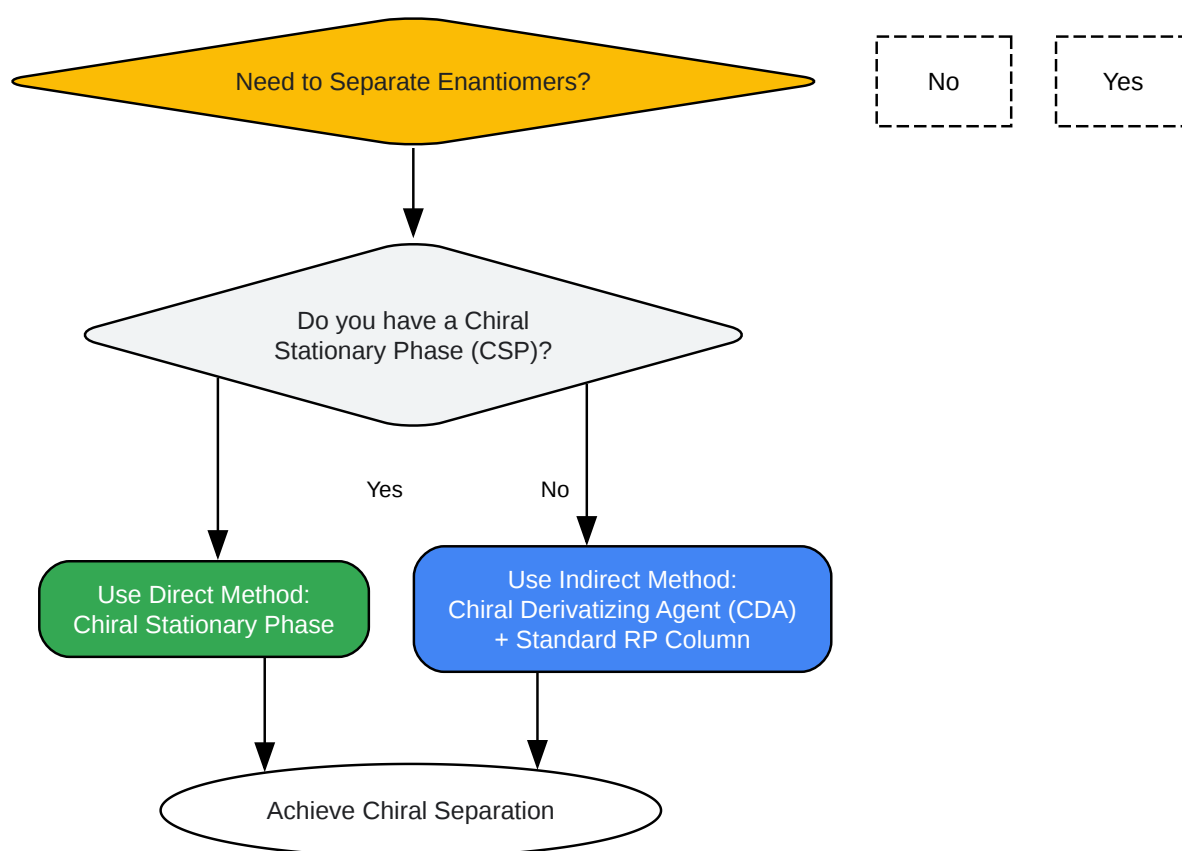 Need to Separate Enantiomers?
No
Yes
Do you have a Chiral
Stationary Phase (CSP)?
Yes
No
Use Direct Method:
Chiral Stationary Phase
Use Indirect Method:
Chiral Derivatizing Agent (CDA)
+ Standard RP Column
Achieve Chiral Separation